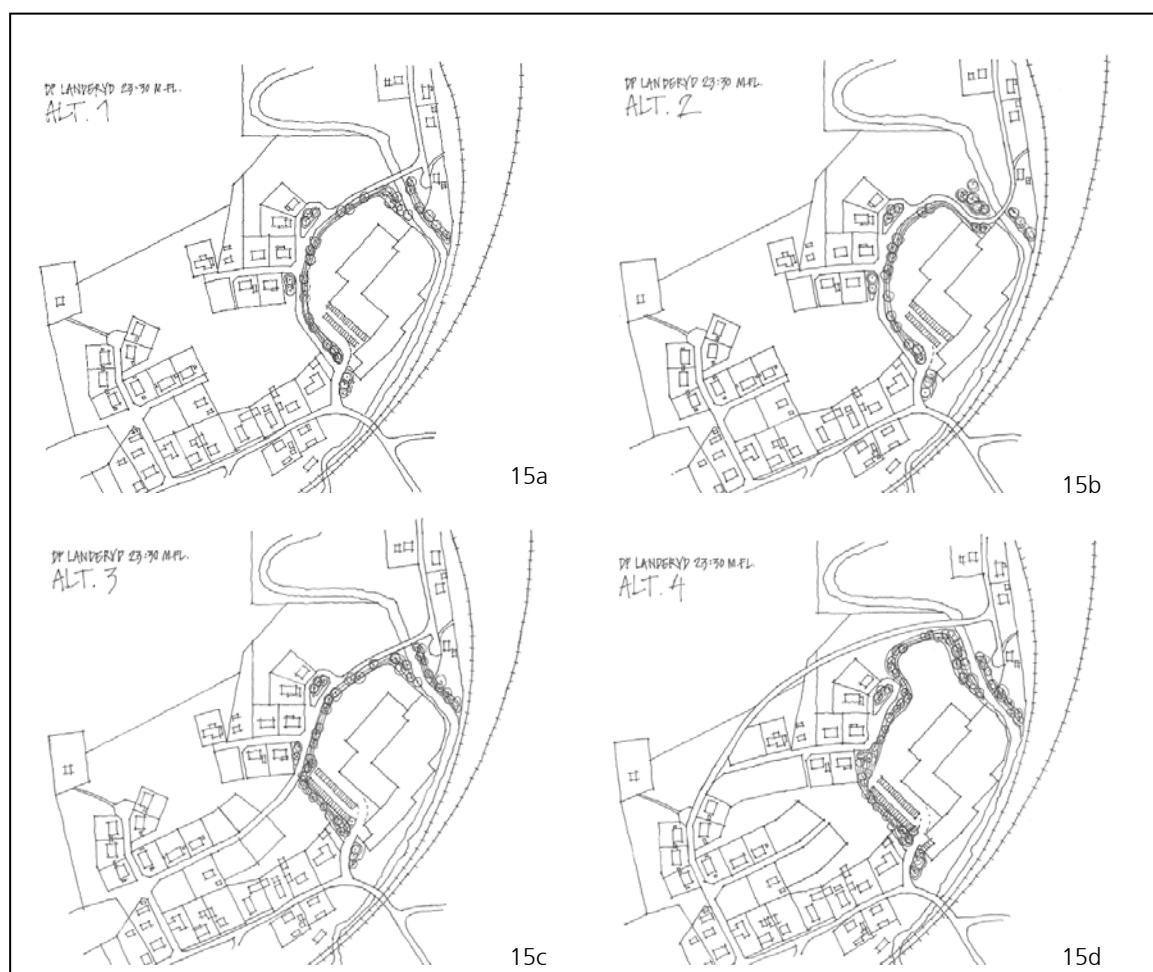 DP LANDERYD 23:30 M.FL.
ALT. 1
15a
DP LANDERYD 23:30 M.FL.
ALT. 2
15b
DP LANDERYD 23:30 M.FL.
ALT. 3
15c
DP LANDERYD 23:30 M.FL.
ALT. 4
15d